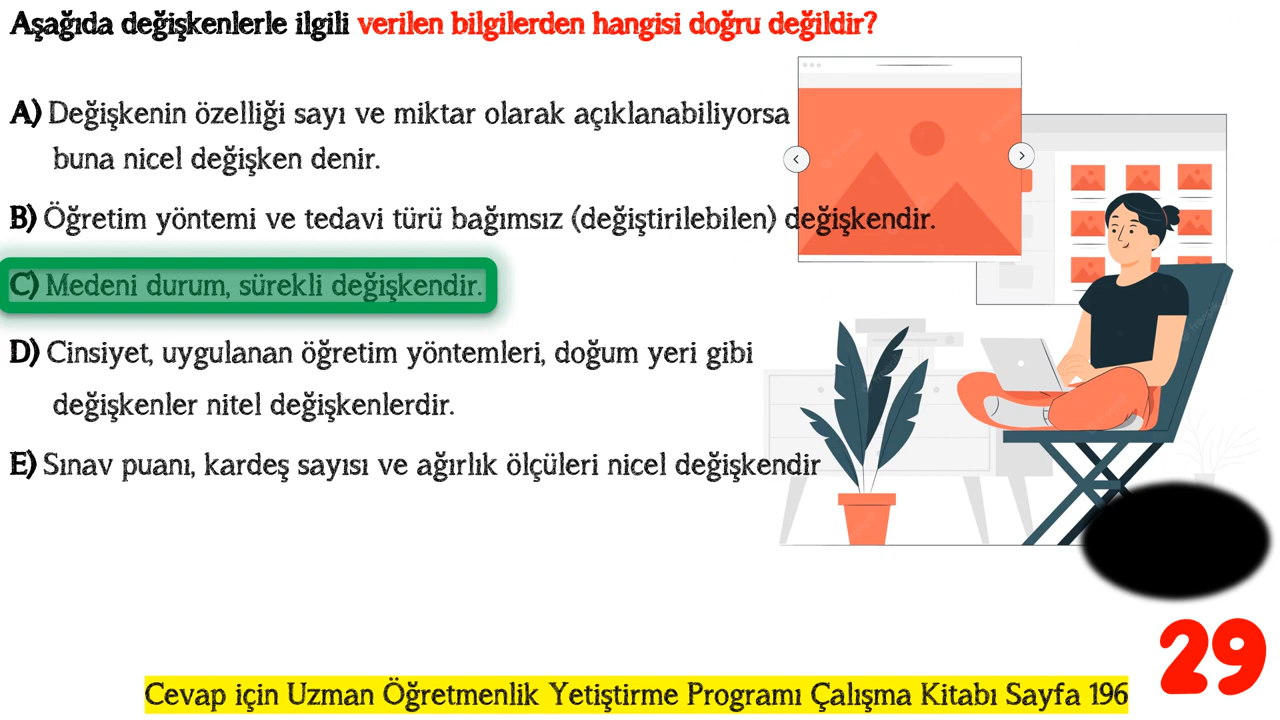 Aşağıda değişkenlerle ilgili verilen bilgilerden hangisi doğru değildir?
A) Değişkenin özelliği sayı ve miktar olarak açıklanabiliyorsa
buna nicel değişken denir.
B) Öğretim yöntemi ve tedavi türü bağımsız (değiştirilebilen) değişkendir.
C) Medeni durum, sürekli değişkendir.
D) Cinsiyet, uygulanan öğretim yöntemleri, doğum yeri gibi
değişkenler nitel değişkenlerdir.
E) Sınav puanı, kardeş sayısı ve ağırlık ölçüleri nicel değişkendir
29
Cevap için Uzman Öğretmenlik Yetiştirme Programı Çalışma Kitabı Sayfa 196